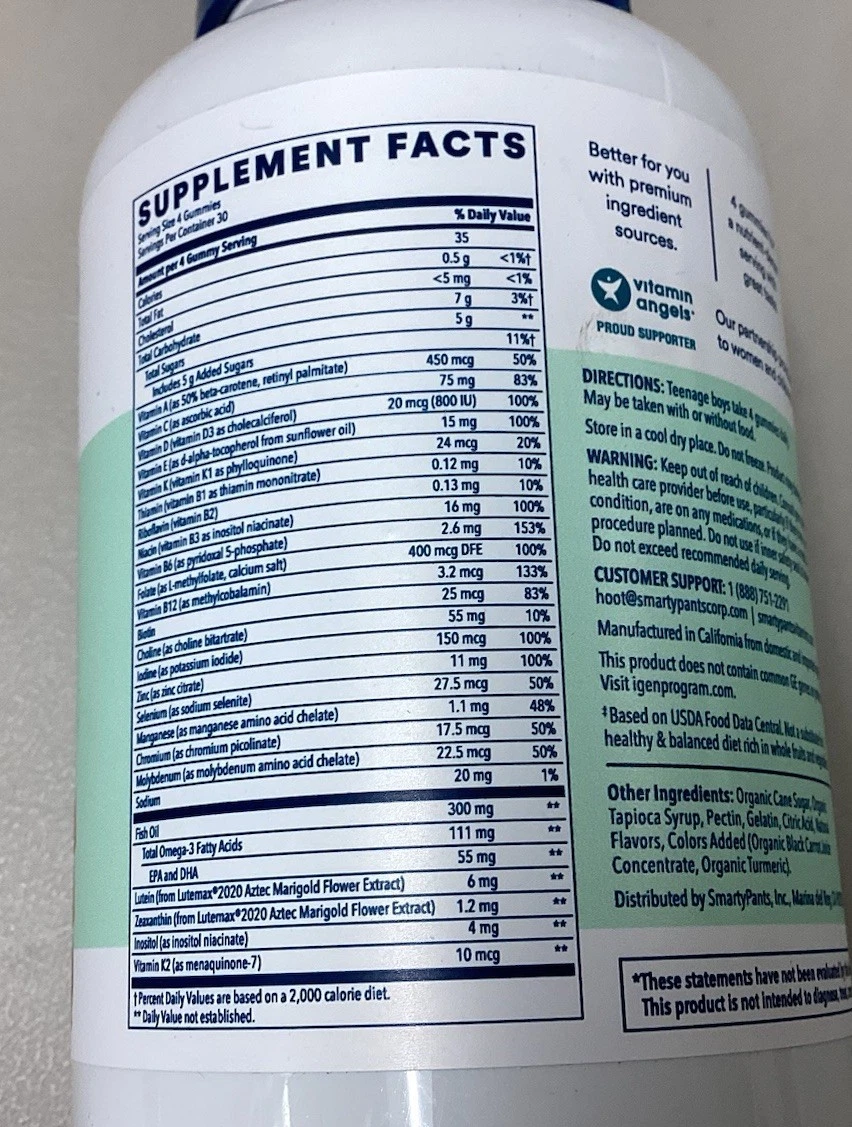 SUPPLEMENT FACTS
Serving Size 4 Gummies
Servings Per Container 30
Amount per 4 Gummy Serving % Daily Value
Calories 35
Total Fat 0.5 g <1%†
Cholesterol <5 mg <1%
Total Carbohydrate 7 g 3%†
Total Sugars 5 g **
Includes 5 g Added Sugars 11%†
Vitamin A (as 50% beta-carotene, retinyl palmitate) 450 mcg 50%
Vitamin C (as ascorbic acid) 75 mg 83%
Vitamin D (vitamin D3 as cholecalciferol) 20 mcg (800 IU) 100%
Vitamin E (as d-alpha-tocopherol from sunflower oil) 15 mg 100%
Vitamin K (vitamin K1 as phylloquinone) 24 mcg 20%
Thiamin (vitamin B1 as thiamin mononitrate) 0.12 mg 10%
Riboflavin (vitamin B2) 0.13 mg 10%
Niacin (vitamin B3 as inositol niacinate) 16 mg 100%
Vitamin B6 (as pyridoxal 5-phosphate) 2.6 mg 153%
Folate (as L-methylfolate, calcium salt) 400 mcg DFE 100%
Vitamin B12 (as methylcobalamin) 3.2 mcg 133%
Biotin 25 mcg 83%
Choline (as choline bitartrate) 55 mg 10%
Iodine (as potassium iodide) 150 mcg 100%
Zinc (as zinc citrate) 11 mg 100%
Selenium (as sodium selenite) 27.5 mcg 50%
Manganese (as manganese amino acid chelate) 1.1 mg 48%
Chromium (as chromium picolinate) 17.5 mcg 50%
Molybdenum (as molybdenum amino acid chelate) 22.5 mcg 50%
Sodium 20 mg 1%
Fish Oil 300 mg **
Total Omega-3 Fatty Acids 111 mg **
EPA and DHA 55 mg **
Lutein (from Lutemax®2020 Aztec Marigold Flower Extract) 6 mg **
Zeaxanthin (from Lutemax®2020 Aztec Marigold Flower Extract) 1.2 mg **
Inositol (as inositol niacinate) 4 mg **
Vitamin K2 (as menaquinone-7) 10 mcg **
† Percent Daily Values are based on a 2,000 calorie diet.
** Daily Value not established.
Better for you
with premium
ingredient
sources.
vitamin
angels
PROUD SUPPORTER
4
a
serving
great
Our
to women and
DIRECTIONS: Teenage boys take 4 gummies
May be taken with or without food.
Store in a cool dry place. Do not freeze. Product
WARNING: Keep out of reach of children.
health care provider before use, particularly if
condition, are on any medications, or if
procedure planned. Do not use if inner
Do not exceed recommended daily serving.
CUSTOMER SUPPORT: 1 (888) 751-2291
hoot@smartypantscorp.com |
Manufactured in California from domestic and
This product does not contain common GE
Visit igenprogram.com.
‡Based on USDA Food Data Central. Not a
healthy & balanced diet rich in whole fruits and
Other Ingredients: Organic Cane Sugar,
Tapioca Syrup, Pectin, Gelatin, Citric Acid,
Flavors, Colors Added (Organic Black Carrot
Concentrate, Organic Turmeric).
Distributed by SmartyPants, Inc., Marina del Rey,
*These statements have not been evaluated
This product is not intended to diagnose,